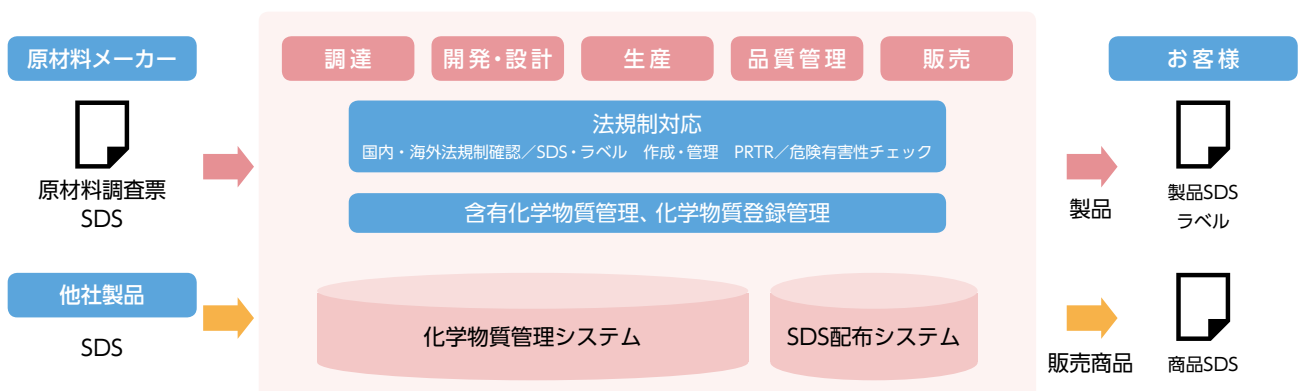 原材料メーカー
原材料調査票
SDS
他社製品
SDS
調達
開発・設計
生産
品質管理
販売
法規制対応
国内・海外法規制確認／SDS・ラベル　作成・管理　PRTR／危険有害性チェック
含有化学物質管理、化学物質登録管理
化学物質管理システム
SDS配布システム
製品
販売商品
お客様
製品SDS
ラベル
商品SDS